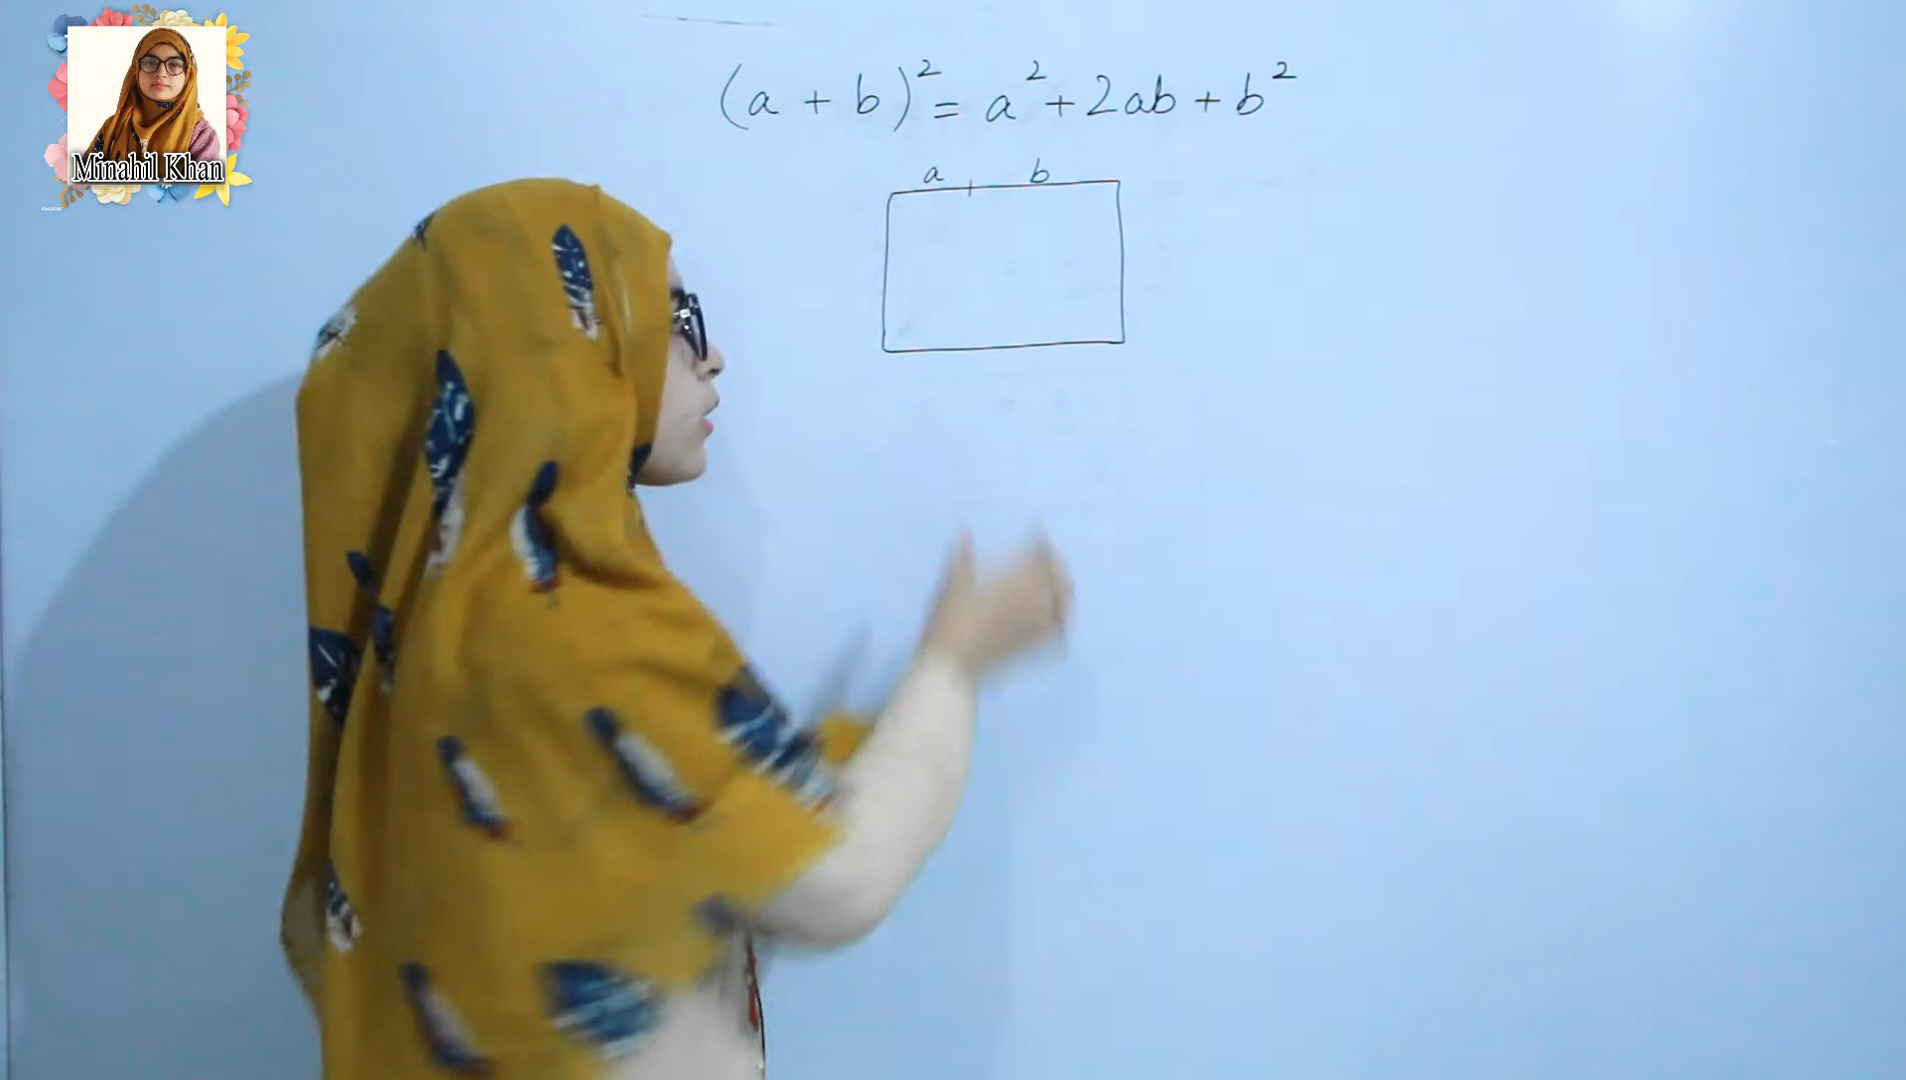 (a + b)² = a² + 2ab + b²
a b
Minahil Khan